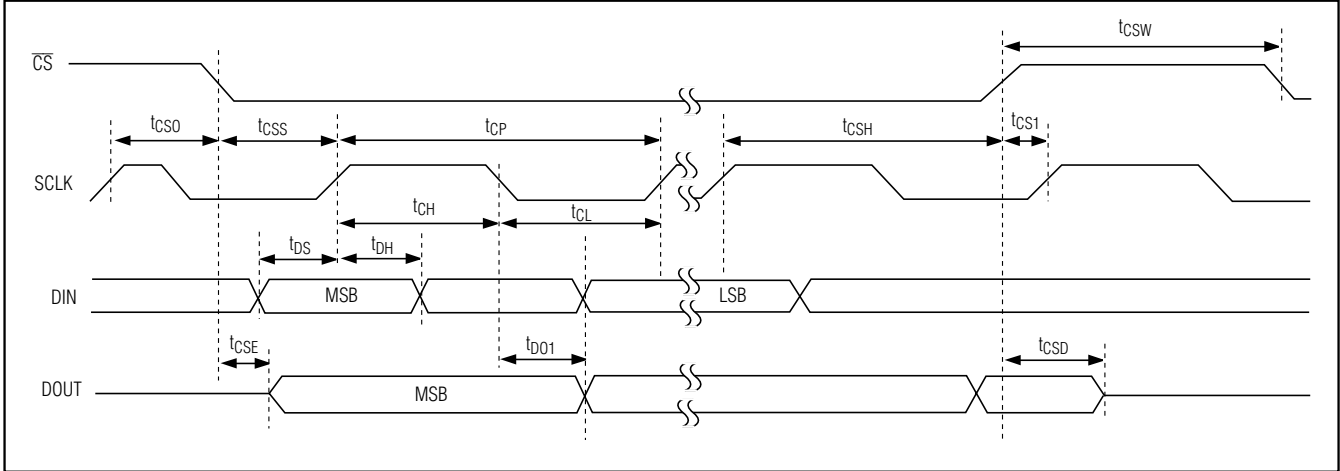 tCSW
CS
tCS0 tCSS tCP tCSH tCS1
SCLK
tCH tCL
tDS tDH
DIN MSB LSB
tCSE tD01 tCSD
DOUT MSB